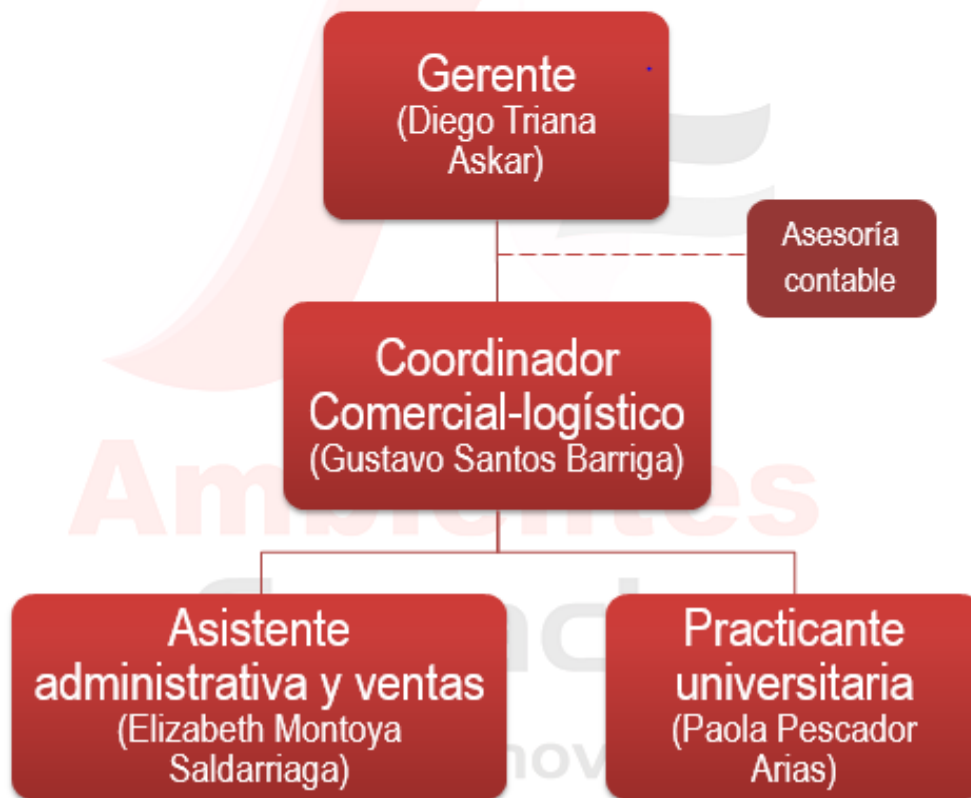 Gerente
(Diego Triana
Askar)
Asesoría
contable
Coordinador
Comercial-logístico
(Gustavo Santos Barriga)
Ambientes
Asistente
administrativa y ventas
(Elizabeth Montoya
Saldarriaga)
Practicante
universitaria
(Paola Pescador
Arias)